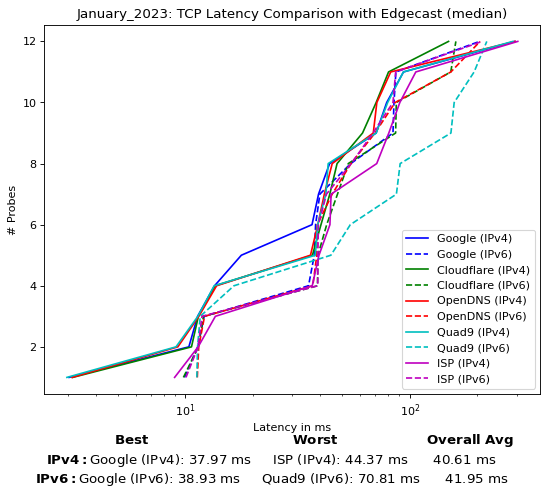 January_2023: TCP Latency Comparison with Edgecast (median)
12
10
8
6
4
2
# Probes
10¹
10²
Latency in ms
Google (IPv4)
Google (IPv6)
Cloudflare (IPv4)
Cloudflare (IPv6)
OpenDNS (IPv4)
OpenDNS (IPv6)
Quad9 (IPv4)
Quad9 (IPv6)
ISP (IPv4)
ISP (IPv6)
Best Worst Overall Avg
IPv4: Google (IPv4): 37.97 ms ISP (IPv4): 44.37 ms 40.61 ms
IPv6: Google (IPv6): 38.93 ms Quad9 (IPv6): 70.81 ms 41.95 ms